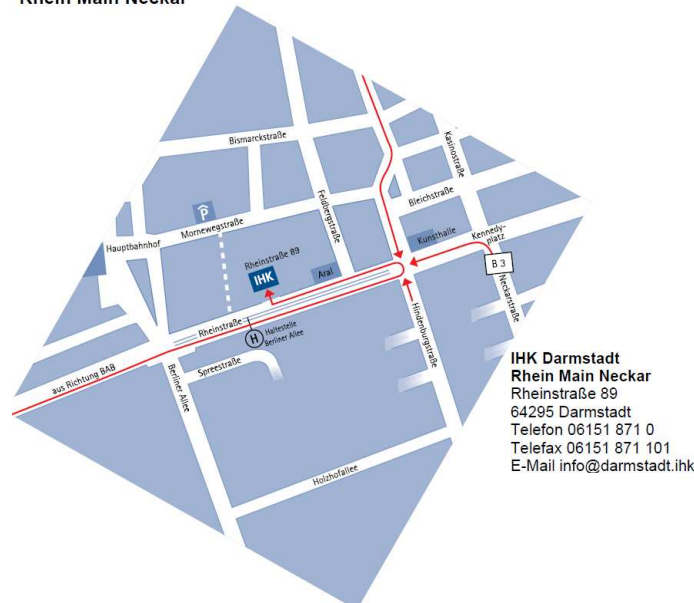 Rhein Main Neckar
Bismarckstraße
Kasinostraße
Feldbergstraße
Bleichstraße
P
Mornewegstraße
Hauptbahnhof
Kunsthalle
Kennedy-
platz
Rheinstraße 89
IHK
Aral
B 3
Neckarstraße
Rheinstraße
H
Haltestelle
Berliner Allee
Hindenburgstraße
Spreestraße
aus Richtung BAB
Berliner Allee
Holzhofallee
IHK Darmstadt
Rhein Main Neckar
Rheinstraße 89
64295 Darmstadt
Telefon 06151 871 0
Telefax 06151 871 101
E-Mail info@darmstadt.ihk